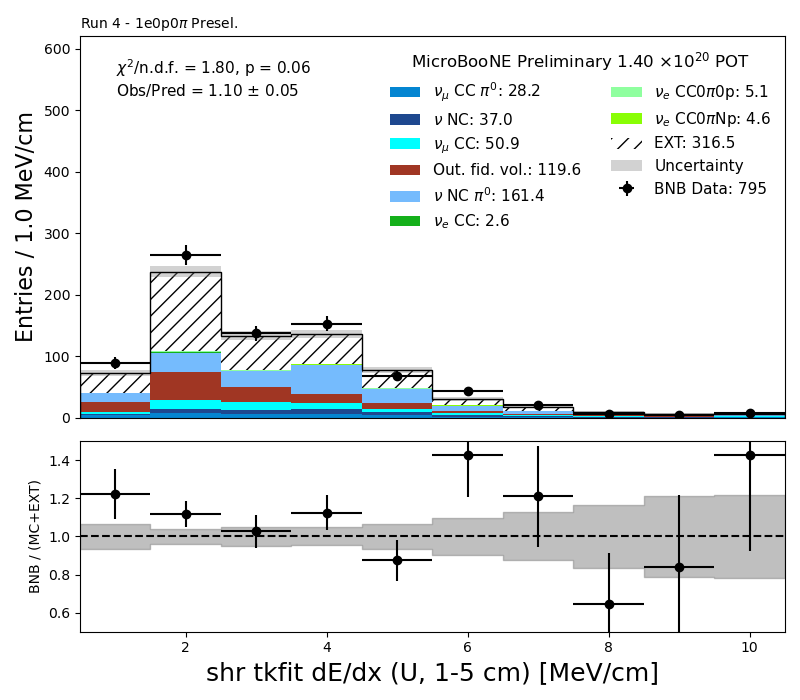 Run 4 - 1e0p0π Presel.
χ²/n.d.f. = 1.80, p = 0.06
Obs/Pred = 1.10 ± 0.05
MicroBooNE Preliminary 1.40 ×10²⁰ POT
ν_μ CC π⁰: 28.2
ν NC: 37.0
ν_μ CC: 50.9
Out. fid. vol.: 119.6
ν NC π⁰: 161.4
ν_e CC: 2.6
ν_e CC0π0p: 5.1
ν_e CC0πNp: 4.6
EXT: 316.5
Uncertainty
BNB Data: 795
Entries / 1.0 MeV/cm
600
500
400
300
200
100
0
BNB / (MC+EXT)
1.4
1.2
1.0
0.8
0.6
2 4 6 8 10
shr tkfit dE/dx (U, 1-5 cm) [MeV/cm]